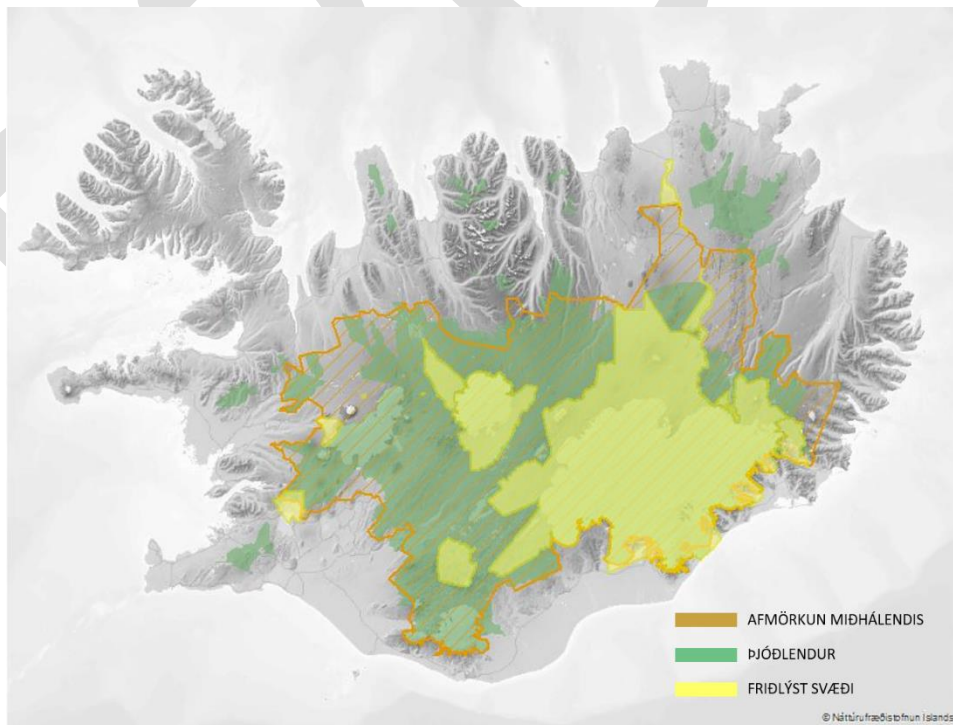 AFMÖRKUN MIÐHÁLENDIS
ÞJÓÐLENDUR
FRIÐLÝST SVÆÐI
© Náttúrufræðistofnun Íslands